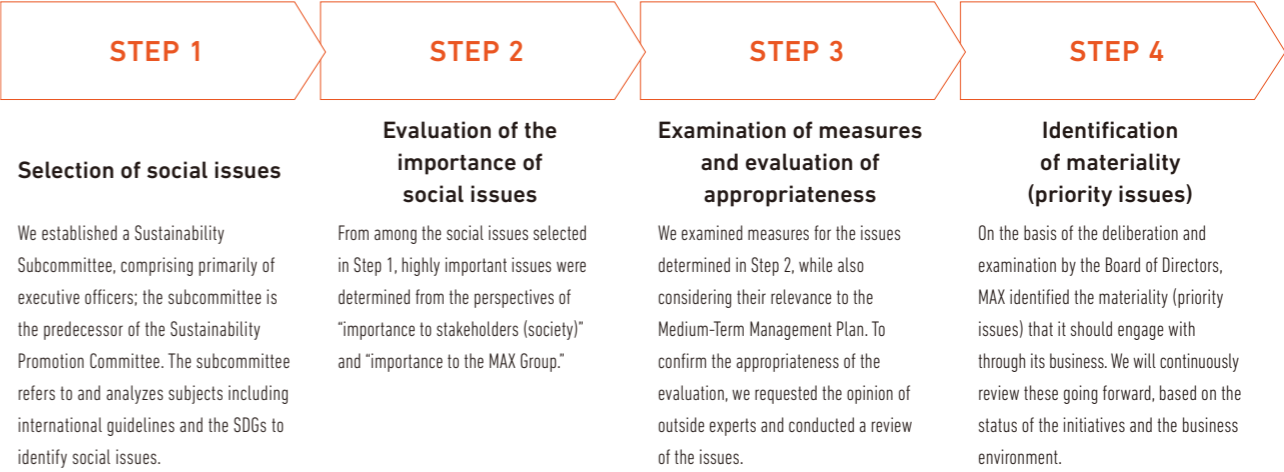 STEP 1
Selection of social issues
We established a Sustainability
Subcommittee, comprising primarily of
executive officers; the subcommittee is
the predecessor of the Sustainability
Promotion Committee. The subcommittee
refers to and analyzes subjects including
international guidelines and the SDGs to
identify social issues.
STEP 2
Evaluation of the
importance of
social issues
From among the social issues selected
in Step 1, highly important issues were
determined from the perspectives of
“importance to stakeholders (society)”
and “importance to the MAX Group.”
STEP 3
Examination of measures
and evaluation of
appropriateness
We examined measures for the issues
determined in Step 2, while also
considering their relevance to the
Medium-Term Management Plan. To
confirm the appropriateness of the
evaluation, we requested the opinion of
outside experts and conducted a review
of the issues.
STEP 4
Identification
of materiality
(priority issues)
On the basis of the deliberation and
examination by the Board of Directors,
MAX identified the materiality (priority
issues) that it should engage with
through its business. We will continuously
review these going forward, based on the
status of the initiatives and the business
environment.